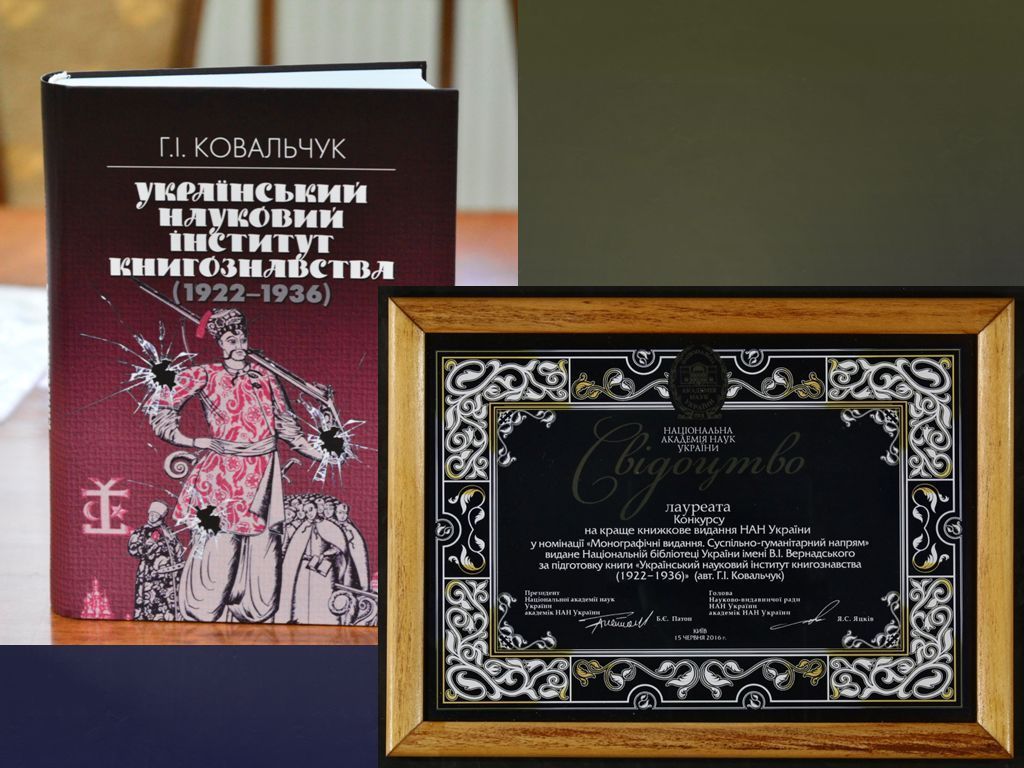 Г.І. КОВАЛЬЧУК
УКРАЇНСЬКИЙ
НАУКОВИЙ
ІНСТИТУТ
КНИГОЗНАВСТВА
(1922–1936)
НАЦІОНАЛЬНА
АКАДЕМІЯ НАУК
УКРАЇНИ
Свідоцтво
лауреата
Конкурсу
на краще книжкове видання НАН України
у номінації «Монографічні видання. Суспільно-гуманітарний напрям»
видане Національній бібліотеці України імені В.І. Вернадського
за підготовку книги «Український науковий інститут книгознавства
(1922–1936)» (авт. Г.І. Ковальчук)
Президент
Національної академії наук
України
академік НАН України
Б.Є. Патон
Голова
Науково-видавничої ради
НАН України
академік НАН України
Я.С. Яцків
КИЇВ
15 ЧЕРВНЯ 2016 г.